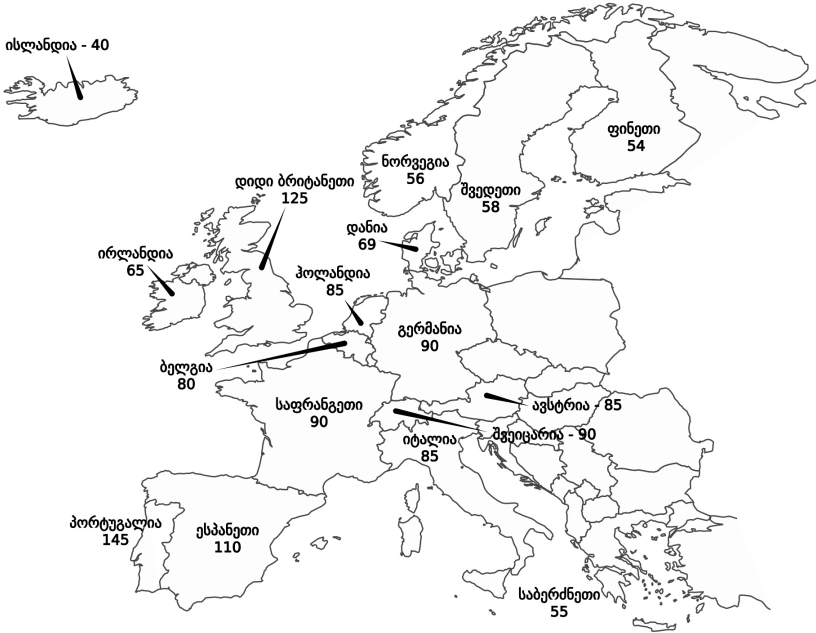 ისლანდია - 40
ფინეთი
54
ნორვეგია
56
დიდი ბრიტანეთი
125
შვედეთი
58
დანია
69
ირლანდია
65
ჰოლანდია
85
გერმანია
90
ბელგია
80
საფრანგეთი
90
ავსტრია - 85
შვეიცარია - 90
იტალია
85
პორტუგალია
145
ესპანეთი
110
საბერძნეთი
55